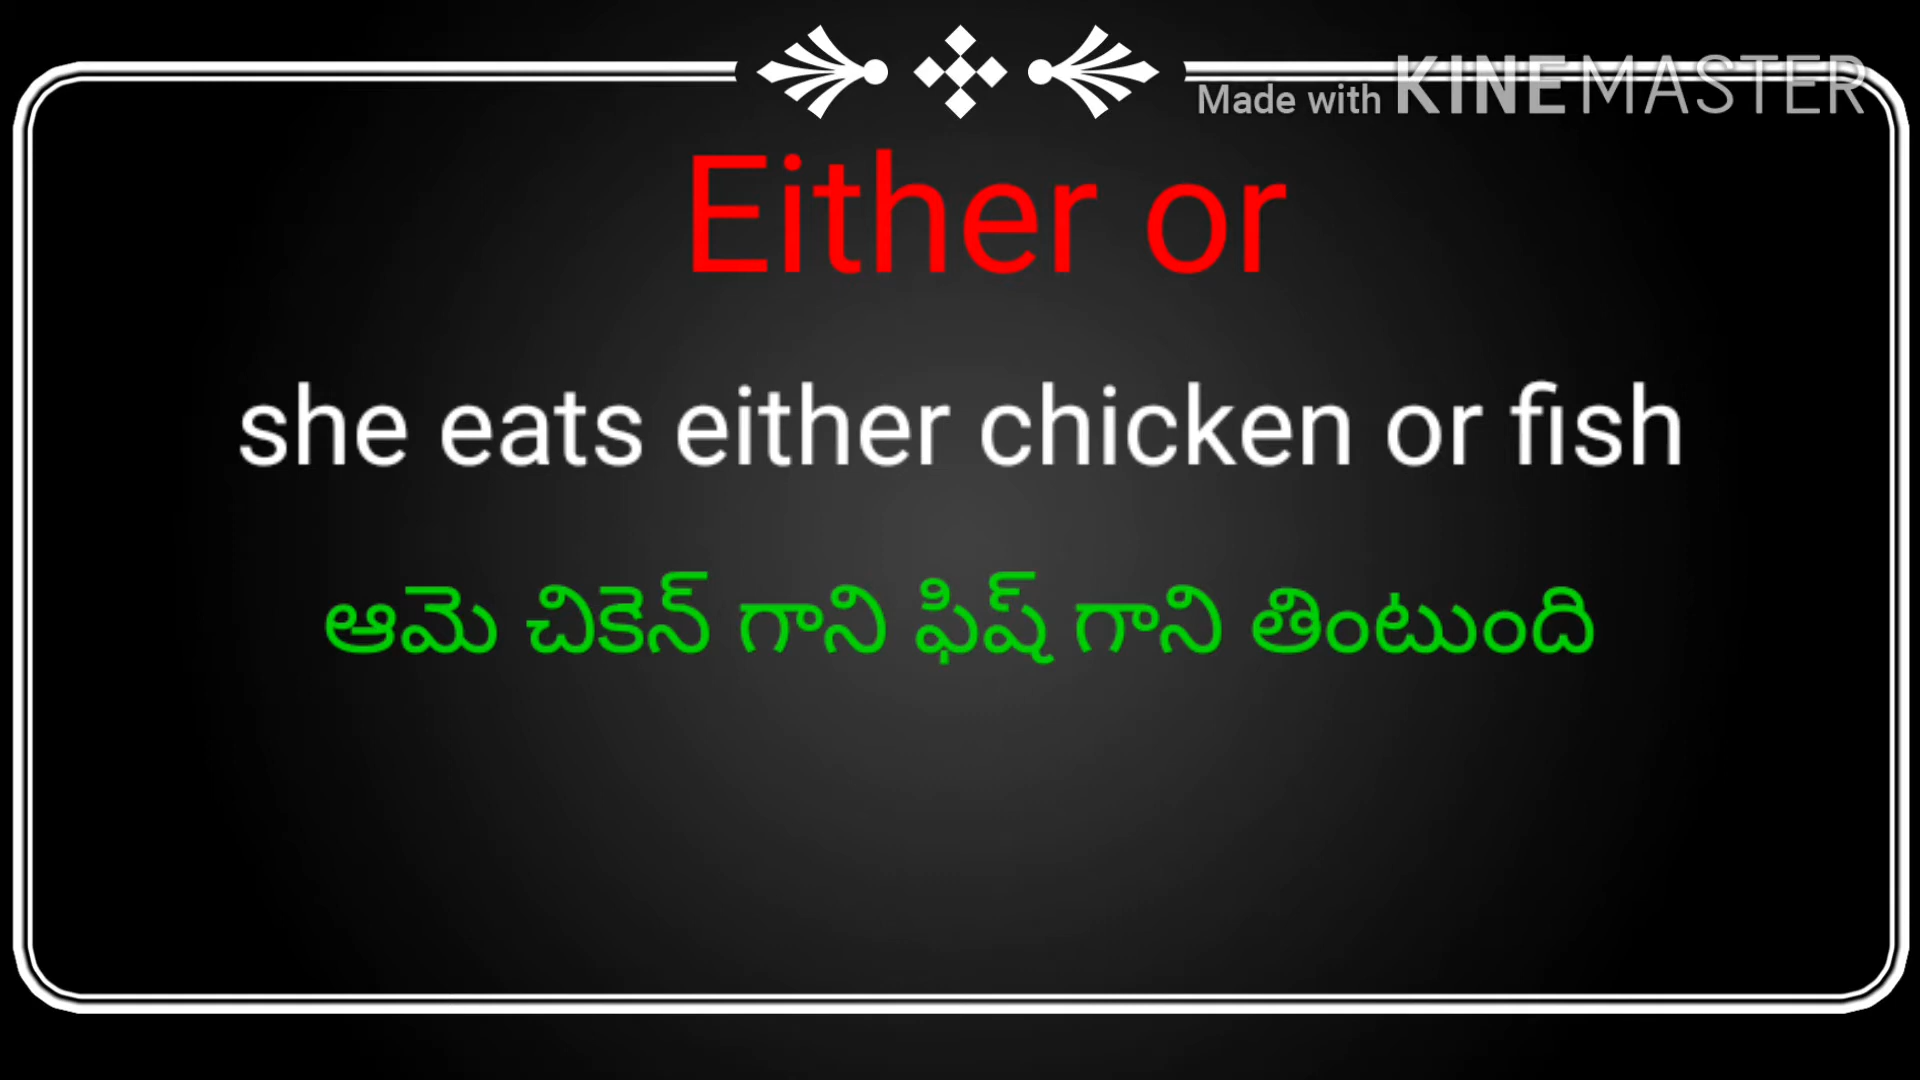 Made with KINEMASTER
Either or
she eats either chicken or fish
ఆమె చికెన్ గాని ఫిష్ గాని తింటుంది